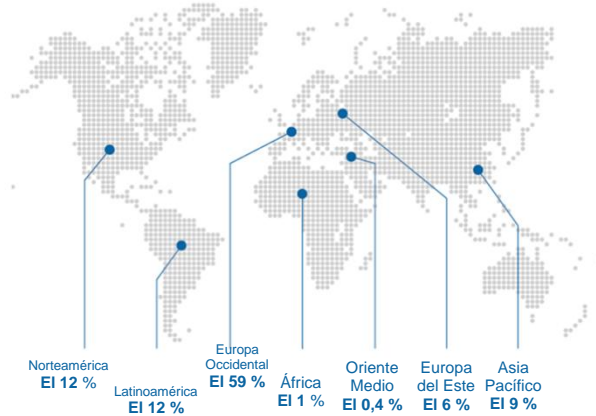 Norteamérica
El 12 %
Latinoamérica
El 12 %
Europa
Occidental
El 59 %
África
El 1 %
Oriente
Medio
El 0,4 %
Europa
del Este
El 6 %
Asia
Pacífico
El 9 %